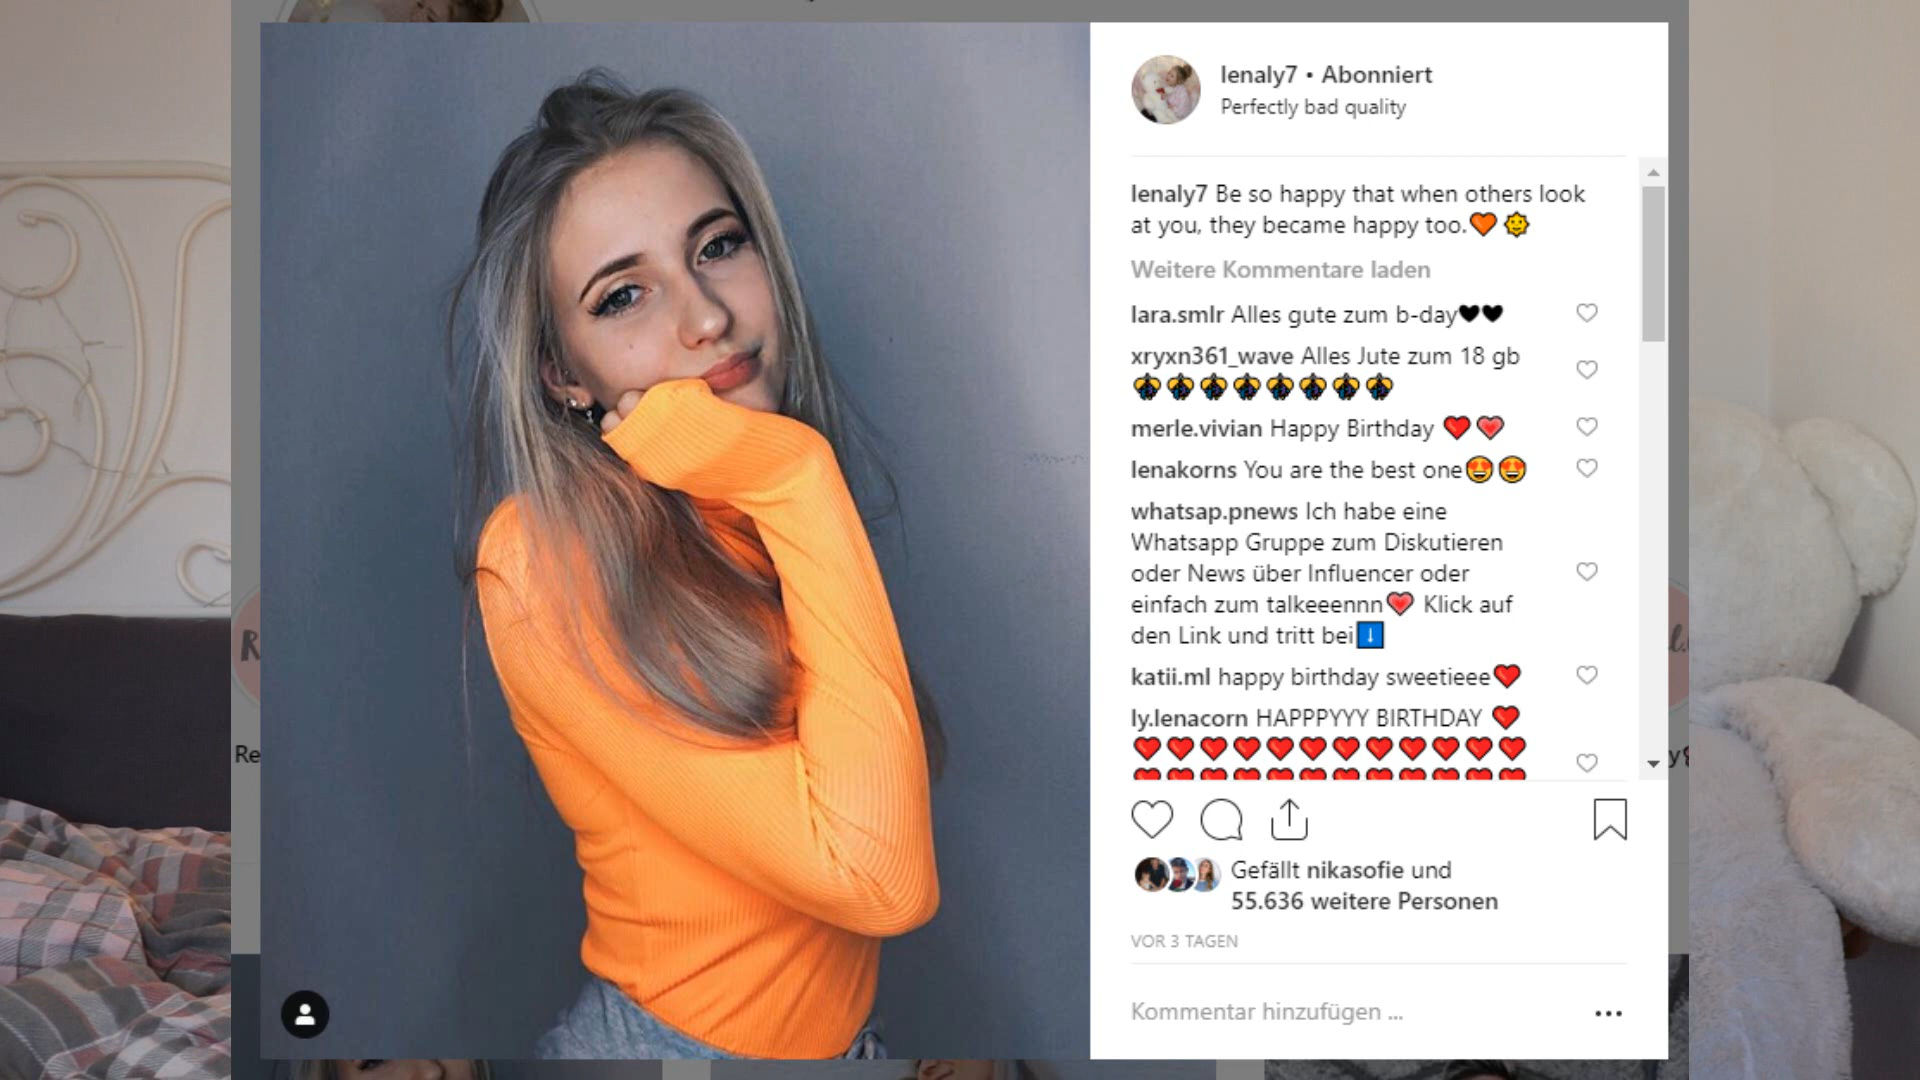 lenaly7 • Abonniert
Perfectly bad quality
lenaly7 Be so happy that when others look
at you, they became happy too.🧡🌞
Weitere Kommentare laden
lara.smlr Alles gute zum b-day🖤🖤
xryxn361_wave Alles Jute zum 18 gb
merle.vivian Happy Birthday ❤️💗
lenakorns You are the best one😍😍
whatsap.pnews Ich habe eine
Whatsapp Gruppe zum Diskutieren
oder News über Influencer oder
einfach zum talkeeennn💗 Klick auf
den Link und tritt bei⬇️
katii.ml happy birthday sweetieee❤️
ly.lenacorn HAPPPYYY BIRTHDAY ❤️
❤️❤️❤️❤️❤️❤️❤️❤️❤️❤️❤️❤️
❤️❤️❤️❤️❤️❤️❤️❤️❤️❤️❤️❤️
Gefällt nikasofie und
55.636 weitere Personen
VOR 3 TAGEN
Kommentar hinzufügen ...
Re